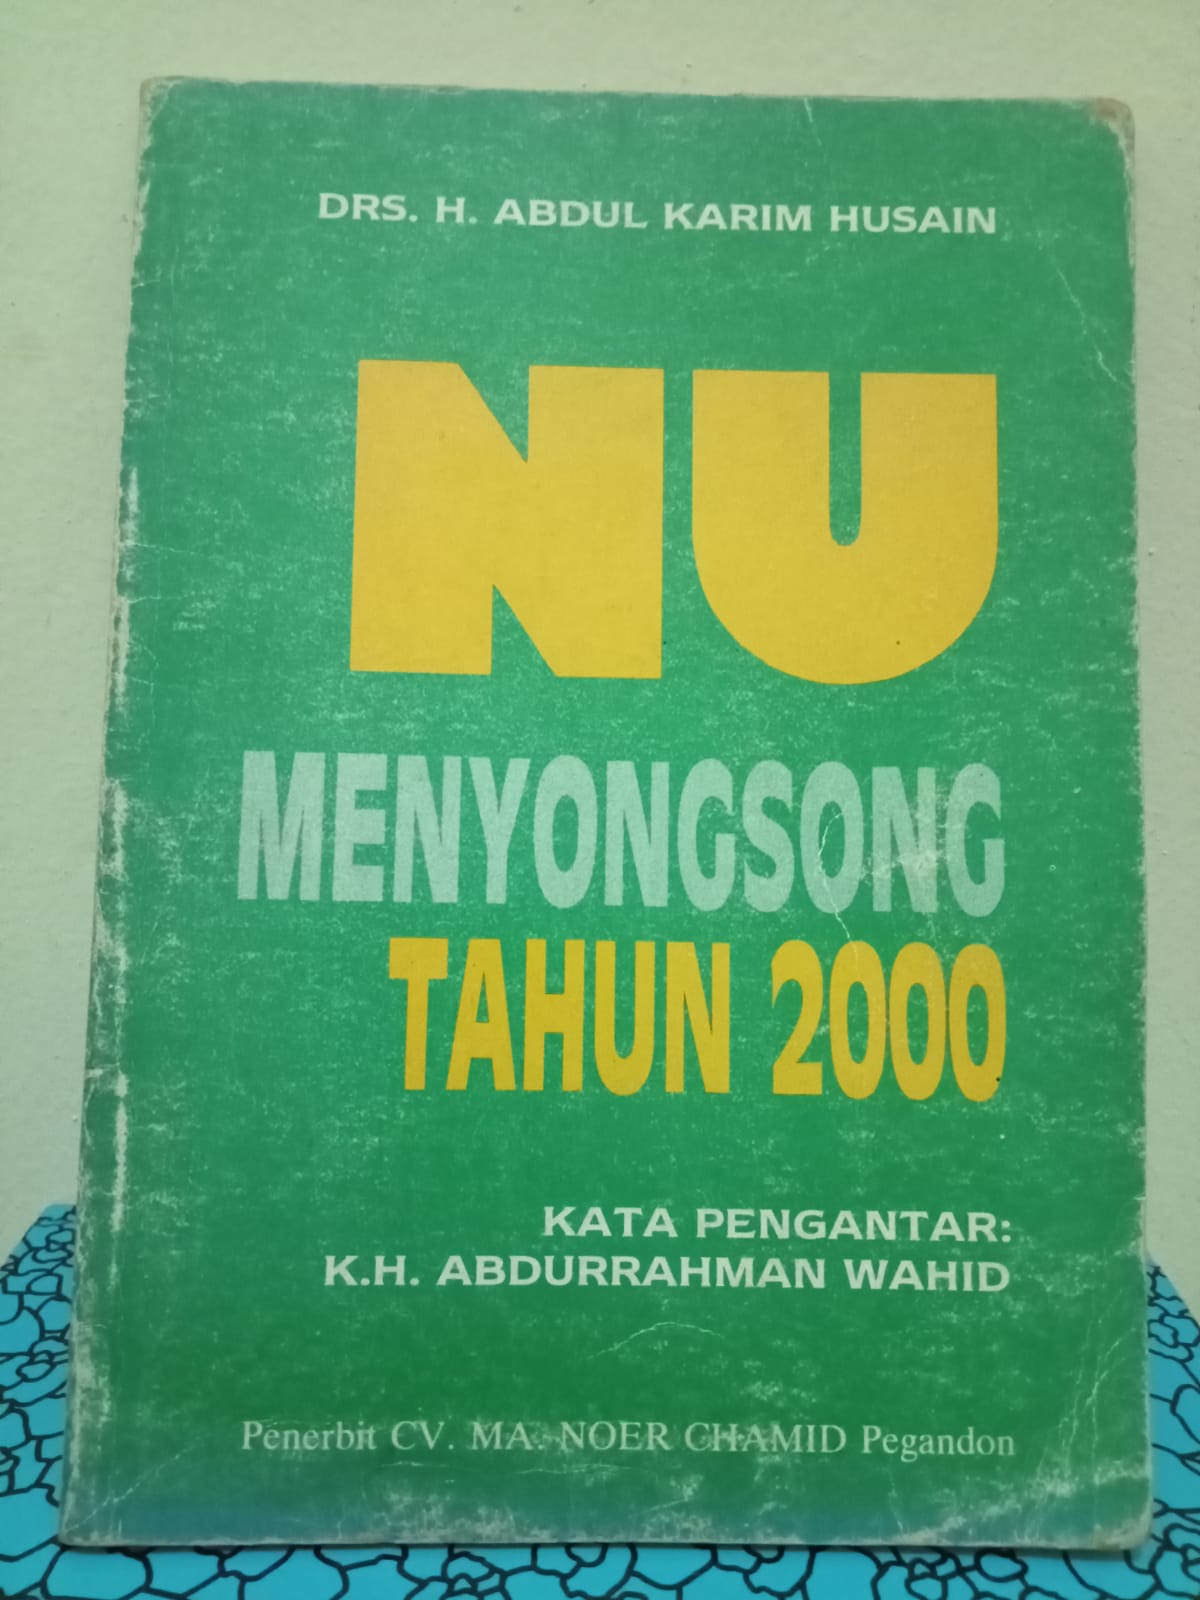 DRS. H. ABDUL KARIM HUSAIN
NU
MENYONGSONG
TAHUN 2000
KATA PENGANTAR:
K.H. ABDURRAHMAN WAHID
Penerbit CV. MA. NOER CHAMID Pegandon